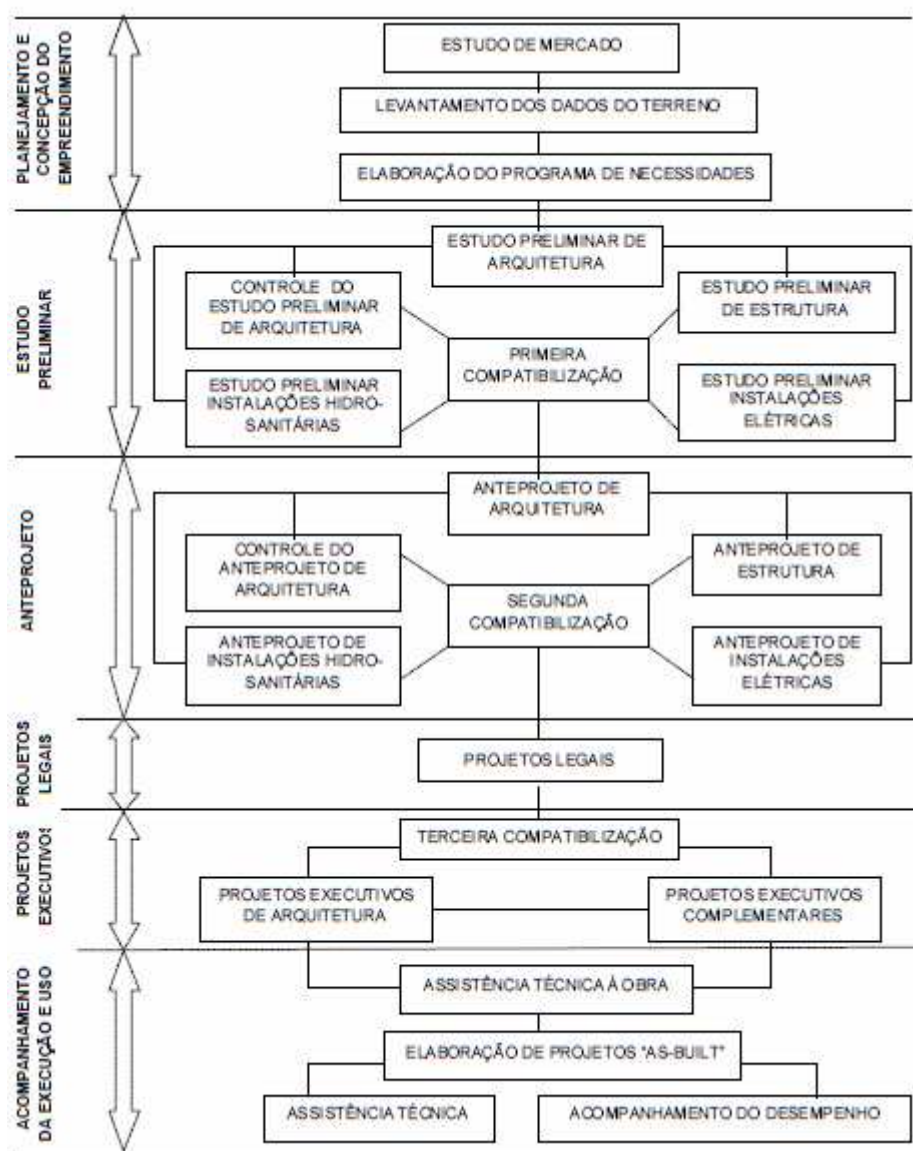 PLANEJAMENTO E
CONCEPÇÃO DO
EMPREENDIMENTO
ESTUDO DE MERCADO
LEVANTAMENTO DOS DADOS DO TERRENO
ELABORAÇÃO DO PROGRAMA DE NECESSIDADES
ESTUDO
PRELIMINAR
ESTUDO PRELIMINAR DE
ARQUITETURA
CONTROLE DO
ESTUDO PRELIMINAR
DE ARQUITETURA
ESTUDO PRELIMINAR
DE ESTRUTURA
PRIMEIRA
COMPATIBILIZAÇÃO
ESTUDO PRELIMINAR
INSTALAÇÕES HIDRO-
SANITÁRIAS
ESTUDO PRELIMINAR
INSTALAÇÕES
ELÉTRICAS
ANTEPROJETO
ANTEPROJETO DE
ARQUITETURA
CONTROLE DO
ANTEPROJETO DE
ARQUITETURA
ANTEPROJETO DE
ESTRUTURA
SEGUNDA
COMPATIBILIZAÇÃO
ANTEPROJETO DE
INSTALAÇÕES HIDRO-
SANITÁRIAS
ANTEPROJETO DE
INSTALAÇÕES
ELÉTRICAS
PROJETOS
LEGAIS
PROJETOS LEGAIS
PROJETOS
EXECUTIVOS
TERCEIRA COMPATIBILIZAÇÃO
PROJETOS EXECUTIVOS
DE ARQUITETURA
PROJETOS EXECUTIVOS
COMPLEMENTARES
ACOMPANHAMENTO
DA EXECUÇÃO E USO
ASSISTÊNCIA TÉCNICA À OBRA
ELABORAÇÃO DE PROJETOS "AS-BUILT"
ASSISTÊNCIA TÉCNICA
ACOMPANHAMENTO DO DESEMPENHO